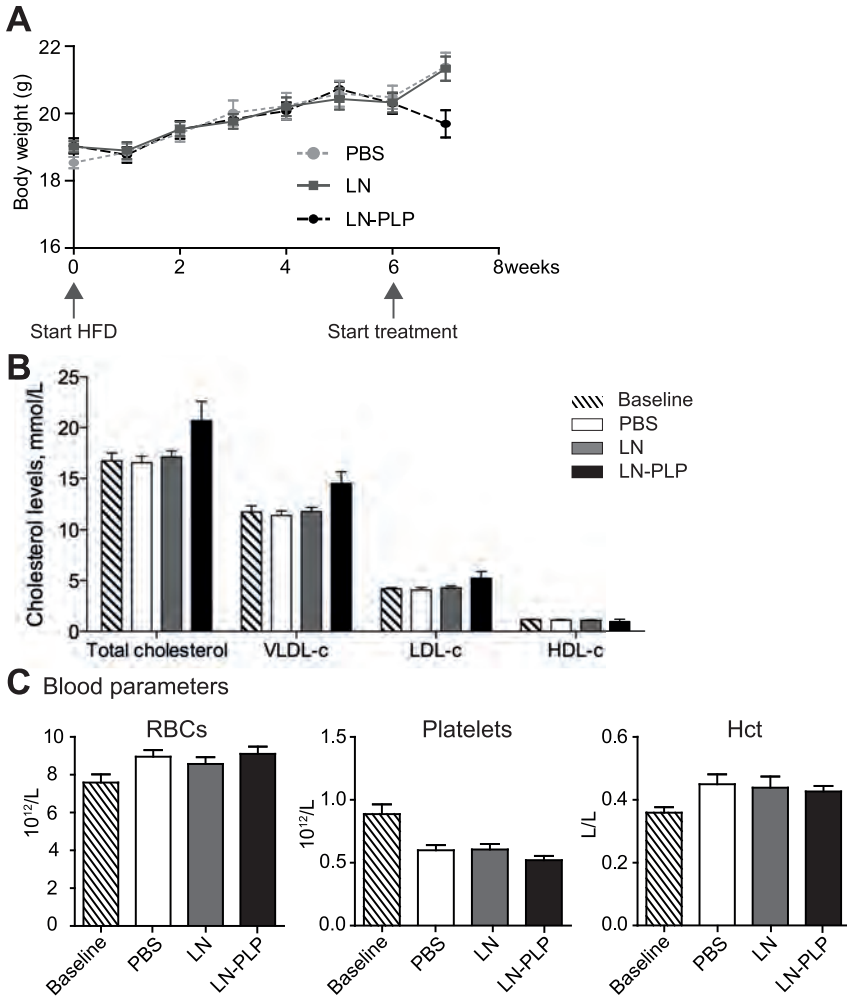 A
22
20
18
16
Body weight (g)
PBS
LN
LN-PLP
0 2 4 6 8weeks
Start HFD Start treatment
B
25
20
15
10
5
0
Cholesterol levels, mmol/L
Baseline
PBS
LN
LN-PLP
Total cholesterol VLDL-c LDL-c HDL-c
C Blood parameters
RBCs
10
8
6
4
2
0
10¹²/L
Baseline PBS LN LN-PLP
Platelets
1.5
1.0
0.5
0.0
10¹²/L
Baseline PBS LN LN-PLP
Hct
0.6
0.4
0.2
0.0
L/L
Baseline PBS LN LN-PLP